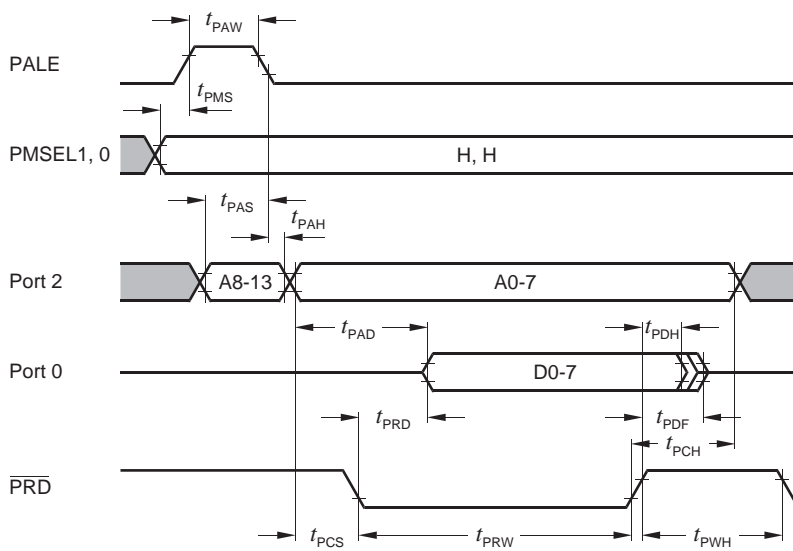 tPAW
PALE
tPMS
PMSEL1, 0
H, H
tPAS
tPAH
Port 2
A8-13
A0-7
tPAD
tPDH
Port 0
D0-7
tPRD
tPDF
tPCH
PRD
tPCS
tPRW
tPWH